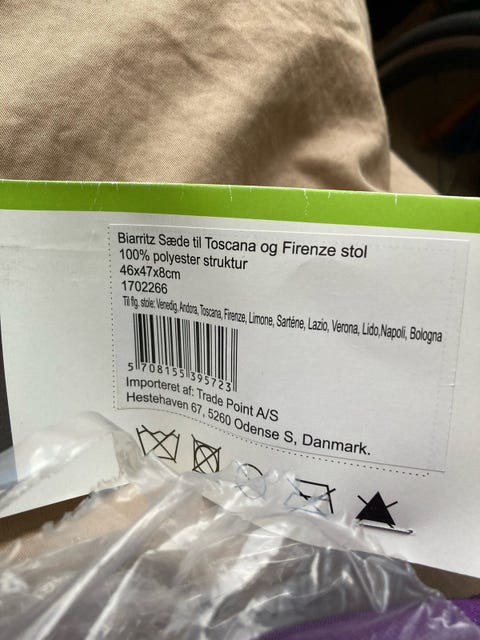 Biarritz Sæde til Toscana og Firenze stol
100% polyester struktur
46x47x8cm
1702266
Til flg. stole: Venedig, Andora, Toscana, Firenze, Limone, Sarténe, Lazio, Verona, Lido,Napoli, Bologna
5 708155 395723
Importeret af: Trade Point A/S
Hestehaven 67, 5260 Odense S, Danmark.